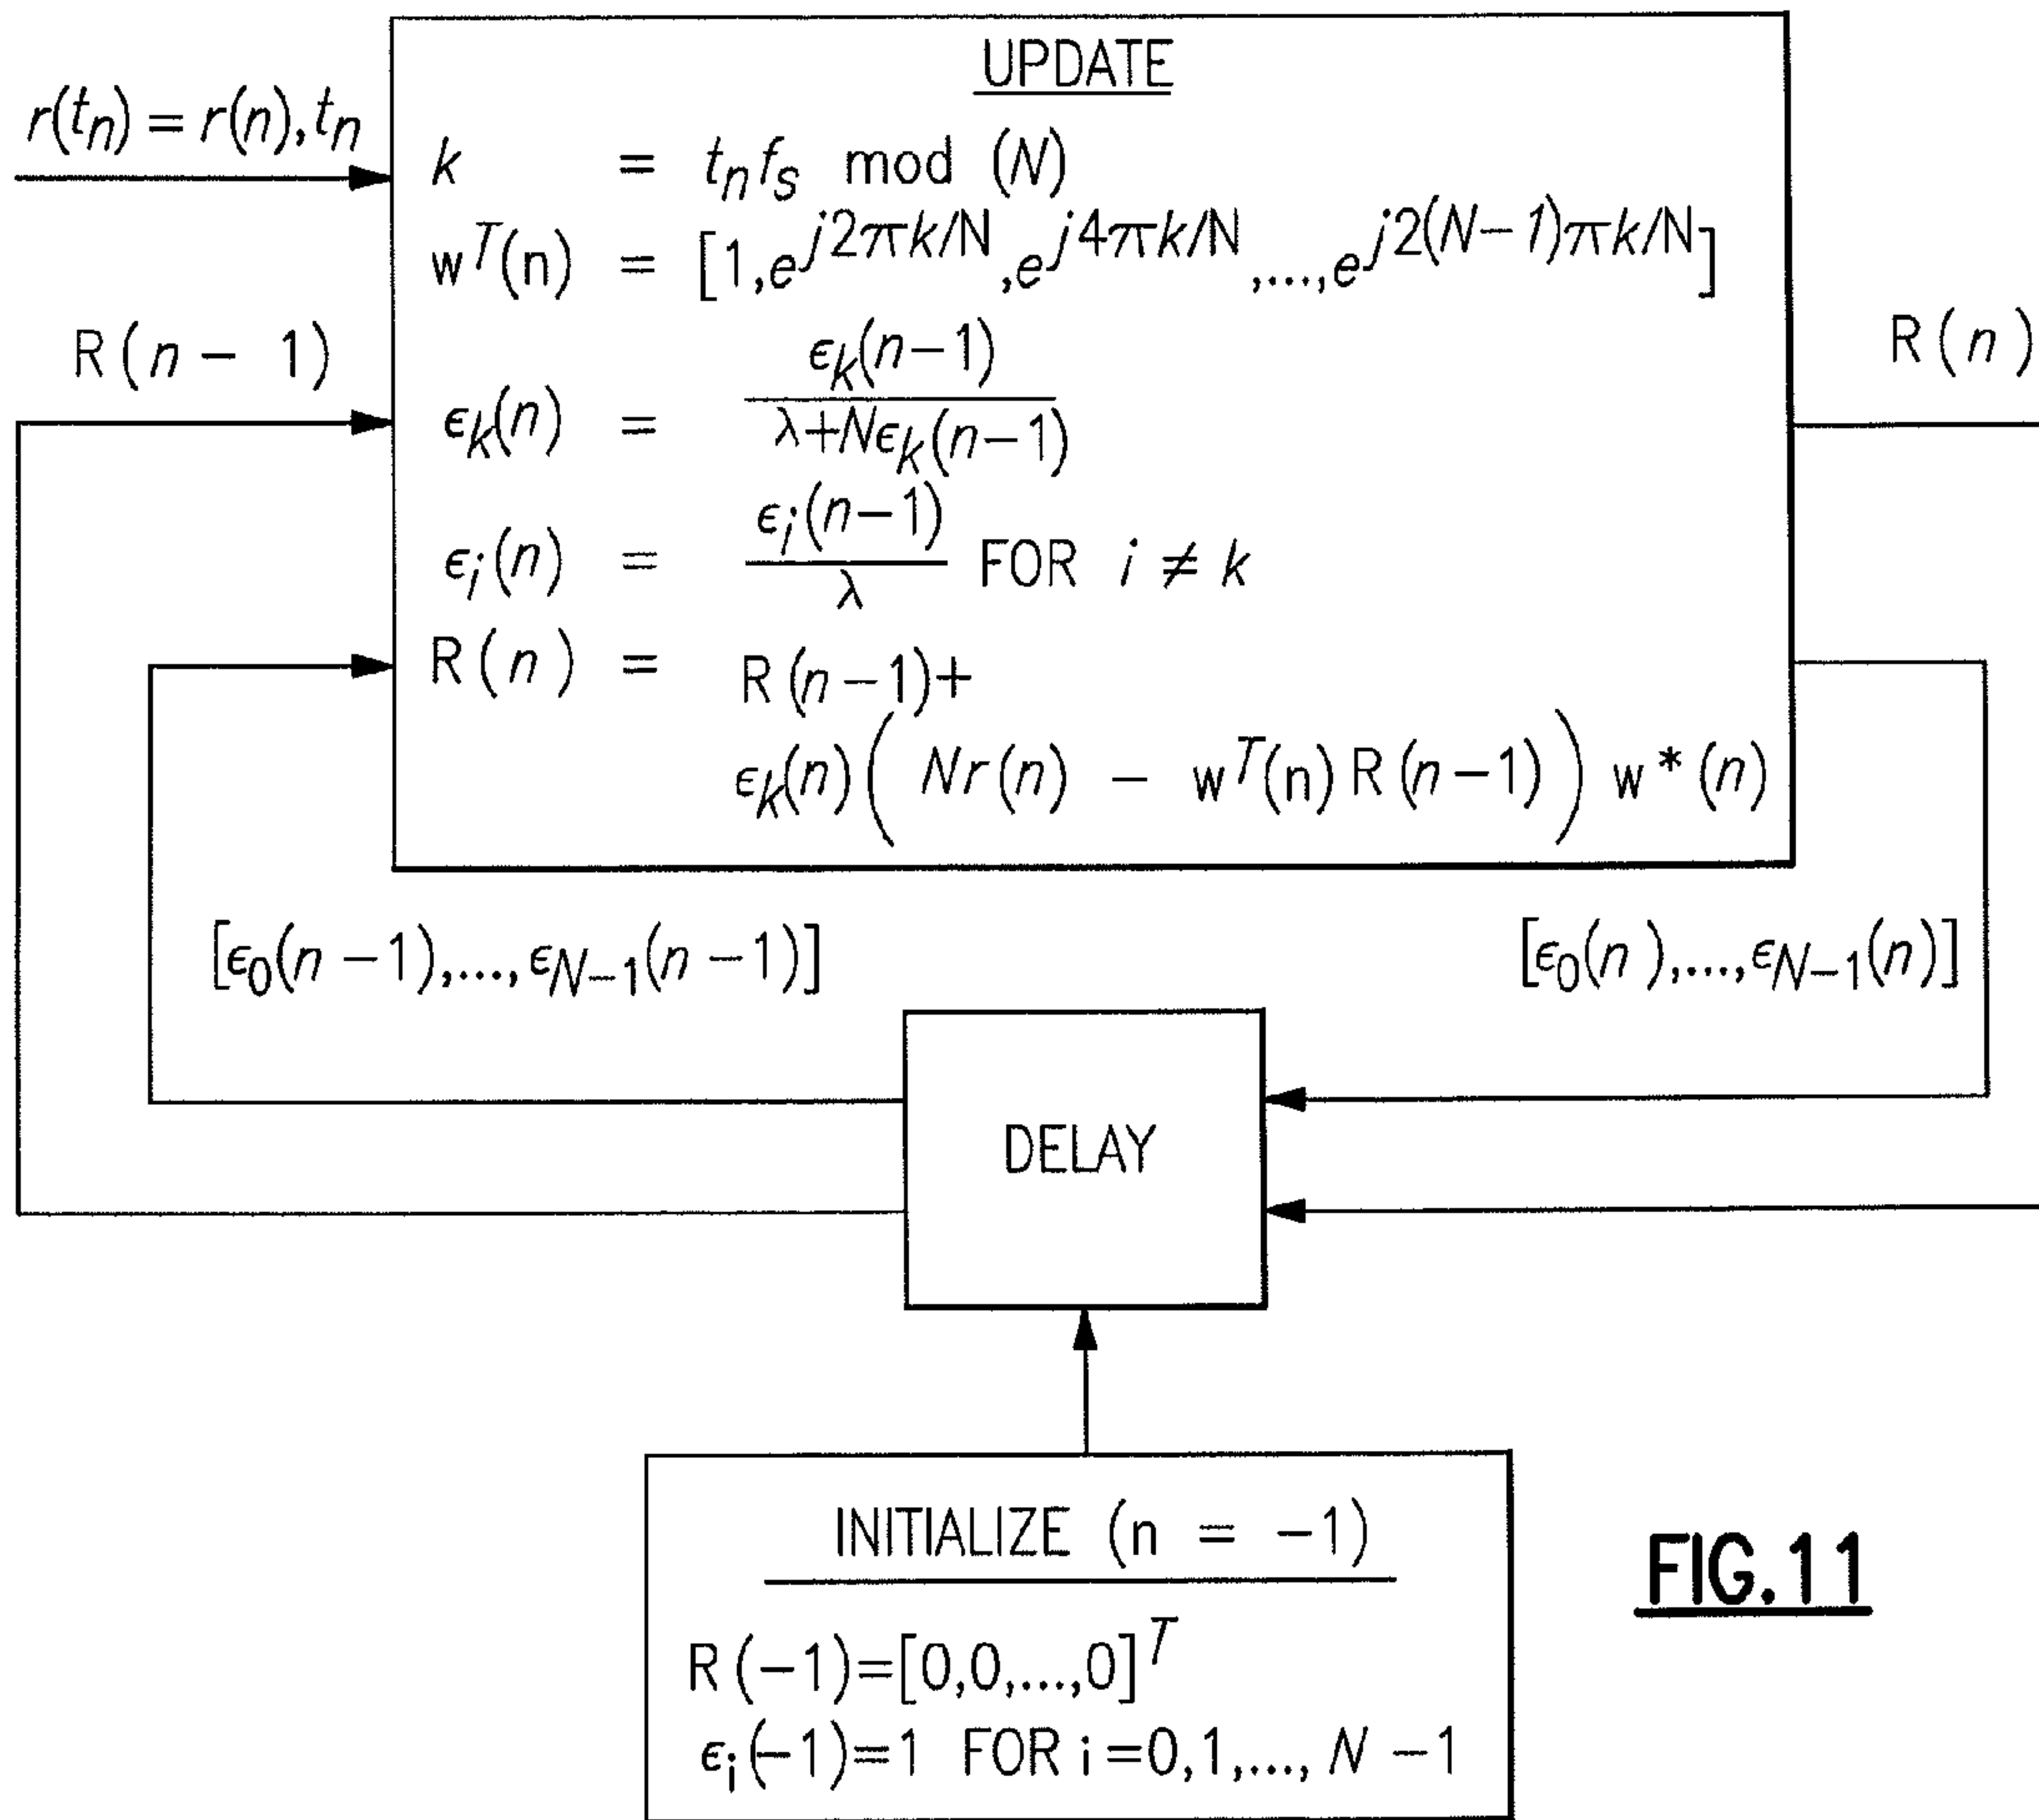 UPDATE
r(t_n) = r(n), t_n
k = t_n f_s mod (N)
w^T(n) = [1, e^{j2πk/N}, e^{j4πk/N}, ..., e^{j2(N-1)πk/N}]
R(n - 1)
R(n)
ϵ_k(n) = ϵ_k(n-1) / λ+Nϵ_k(n-1)
ϵ_i(n) = ϵ_i(n-1) / λ FOR i ≠ k
R(n) = R(n-1)+
ϵ_k(n)( Nr(n) - w^T(n)R(n-1)) w*(n)
[ϵ_0(n-1),...,ϵ_{N-1}(n-1)]
[ϵ_0(n),...,ϵ_{N-1}(n)]
DELAY
INITIALIZE (n = -1)
R(-1)=[0,0,...,0]^T
ϵ_i(-1)=1 FOR i=0,1,..., N-1
FIG.11